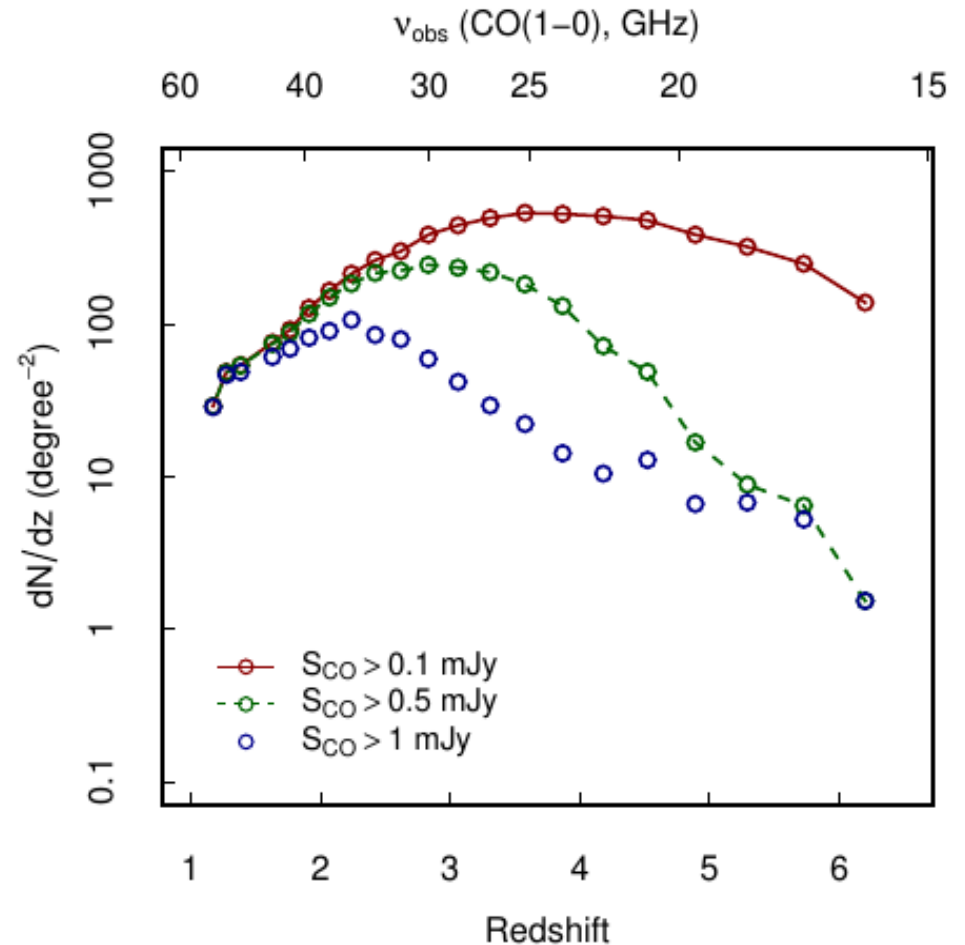 ν_obs (CO(1−0), GHz)
60 40 30 25 20 15
1000
100
10
1
0.1
dN/dz (degree⁻²)
S_CO > 0.1 mJy
S_CO > 0.5 mJy
S_CO > 1 mJy
1 2 3 4 5 6
Redshift